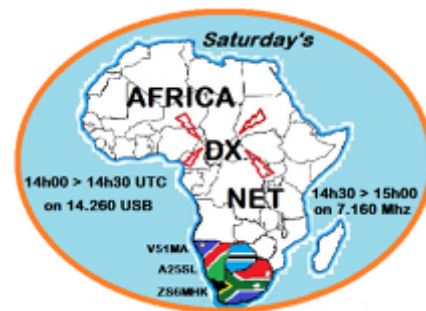 Saturday's
AFRICA
DX
NET
14h00 > 14h30 UTC
on 14.260 USB
14h30 > 15h00
on 7.160 Mhz
V51MA
A25SL
ZS6MHK